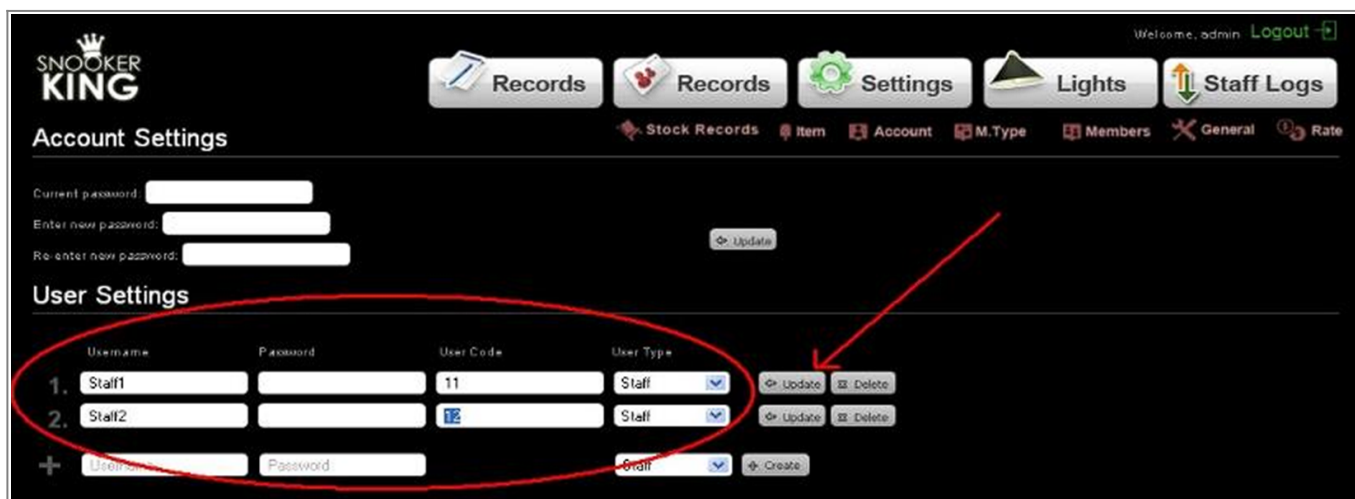 Welcome, admin Logout
SNOOKER
KING
Records Records Settings Lights Staff Logs
Stock Records Item Account M.Type Members General Rate
Account Settings
Current password:
Enter new password:
Re-enter new password:
Update
User Settings
Username Password User Code User Type
1. Staff1 11 Staff Update Delete
2. Staff2 12 Staff Update Delete
Username Password Staff Create